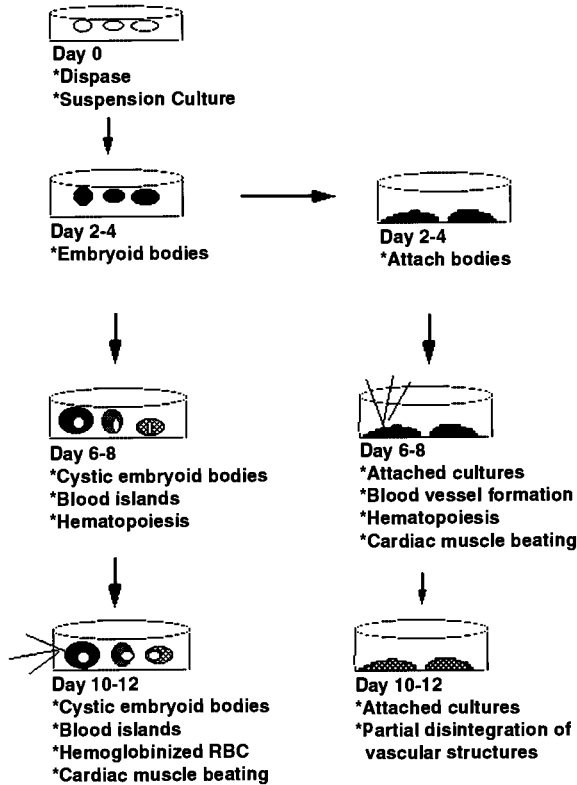 Day 0
*Dispase
*Suspension Culture
Day 2-4
*Embryoid bodies
Day 2-4
*Attach bodies
Day 6-8
*Cystic embryoid bodies
*Blood islands
*Hematopoiesis
Day 6-8
*Attached cultures
*Blood vessel formation
*Hematopoiesis
*Cardiac muscle beating
Day 10-12
*Cystic embryoid bodies
*Blood islands
*Hemoglobinized RBC
*Cardiac muscle beating
Day 10-12
*Attached cultures
*Partial disintegration of
vascular structures